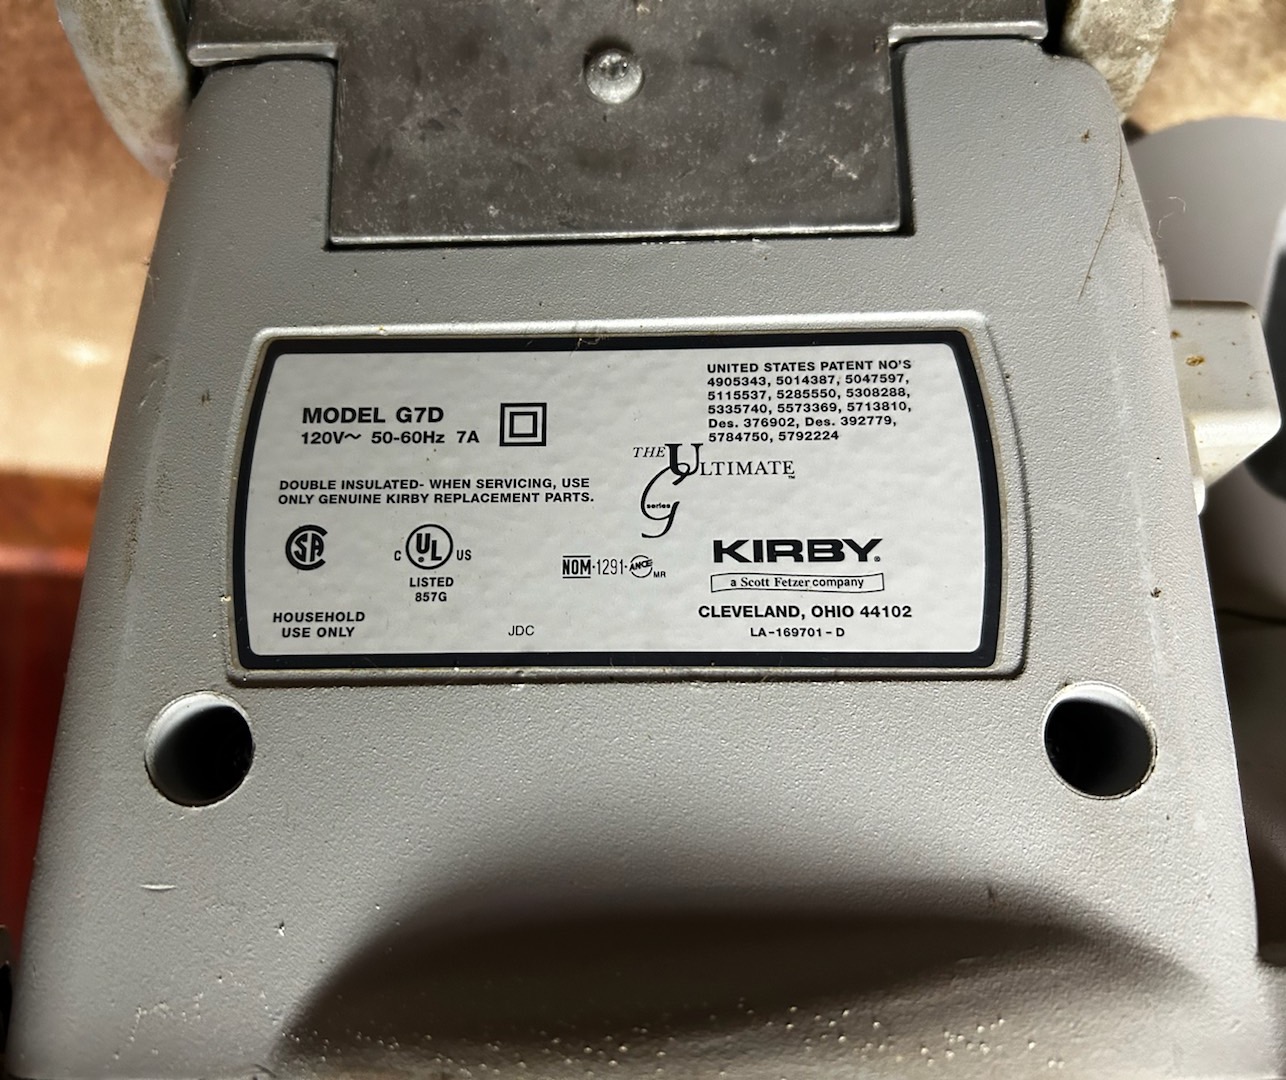 MODEL G7D
120V~ 50-60Hz 7A
DOUBLE INSULATED- WHEN SERVICING, USE
ONLY GENUINE KIRBY REPLACEMENT PARTS.
SA
C UL US
LISTED
857G
HOUSEHOLD
USE ONLY
JDC
UNITED STATES PATENT NO'S
4905343, 5014387, 5047597,
5115537, 5285550, 5308288,
5335740, 5573369, 5713810,
Des. 376902, Des. 392779,
5784750, 5792224
THE ULTIMATE™
G series
NOM-1291-ANCE MR
KIRBY®
a Scott Fetzer company
CLEVELAND, OHIO 44102
LA-169701-D